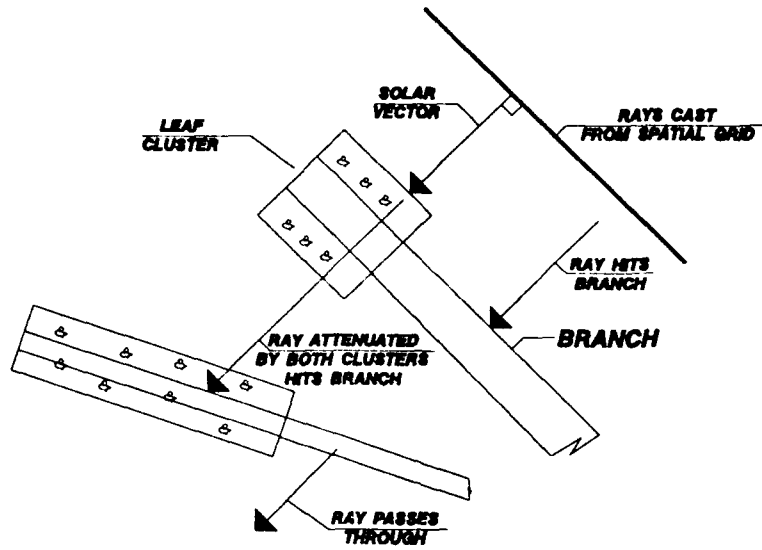 SOLAR
VECTOR
RAYS CAST
FROM SPATIAL GRID
LEAF
CLUSTER
RAY HITS
BRANCH
BRANCH
RAY ATTENUATED
BY BOTH CLUSTERS
HITS BRANCH
RAY PASSES
THROUGH